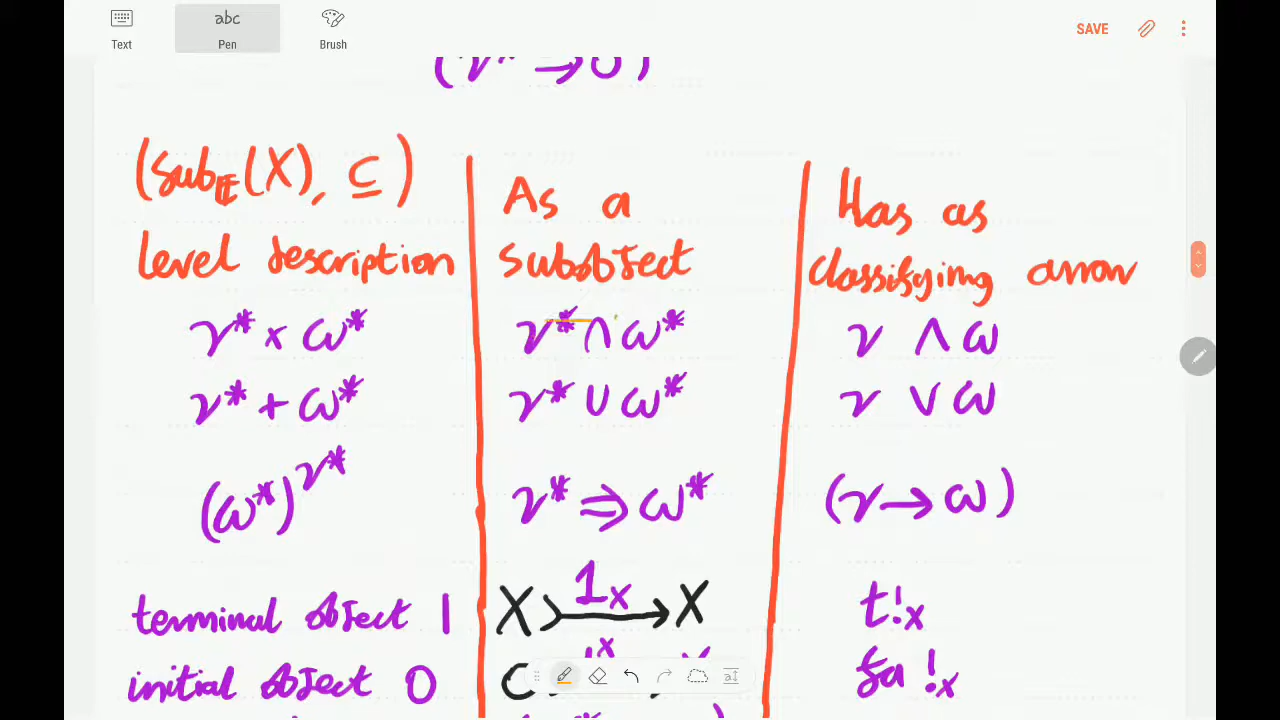 Text
abc
Pen
Brush
SAVE
(Sub_E(X), ⊆)
level description
As a
subobject
Has as
classifying arrow
v* × ω*
v* ∩ ω*
v ∧ ω
v* + ω*
v* ∪ ω*
v ∨ ω
(ω*)^v*
v* ⇒ ω*
(v → ω)
terminal object 1
X >—1_X→ X
t!_X
initial object 0
fa !_X